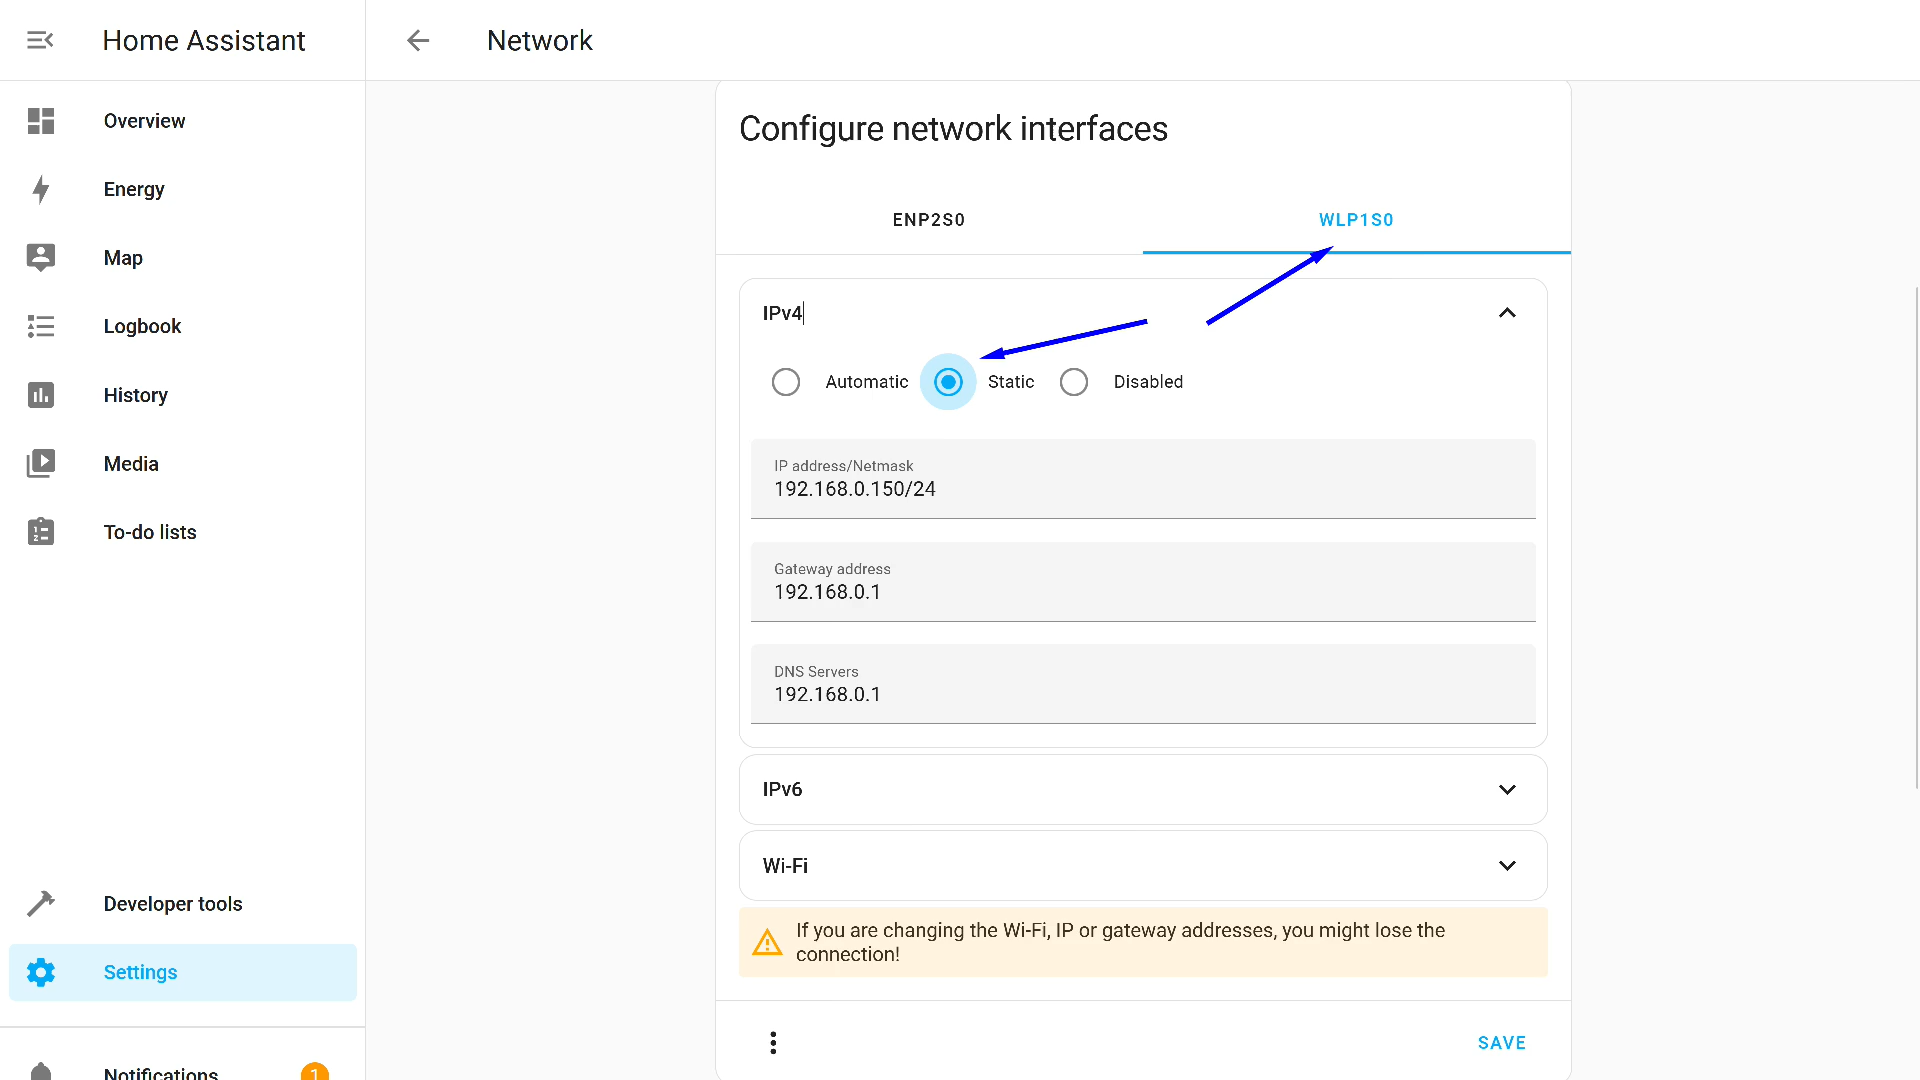 Home Assistant
Network
Overview
Energy
Map
Logbook
History
Media
To-do lists
Developer tools
Settings
Notifications
1
Configure network interfaces
ENP2S0
WLP1S0
IPv4
Automatic
Static
Disabled
IP address/Netmask
192.168.0.150/24
Gateway address
192.168.0.1
DNS Servers
192.168.0.1
IPv6
Wi-Fi
If you are changing the Wi-Fi, IP or gateway addresses, you might lose the
connection!
SAVE